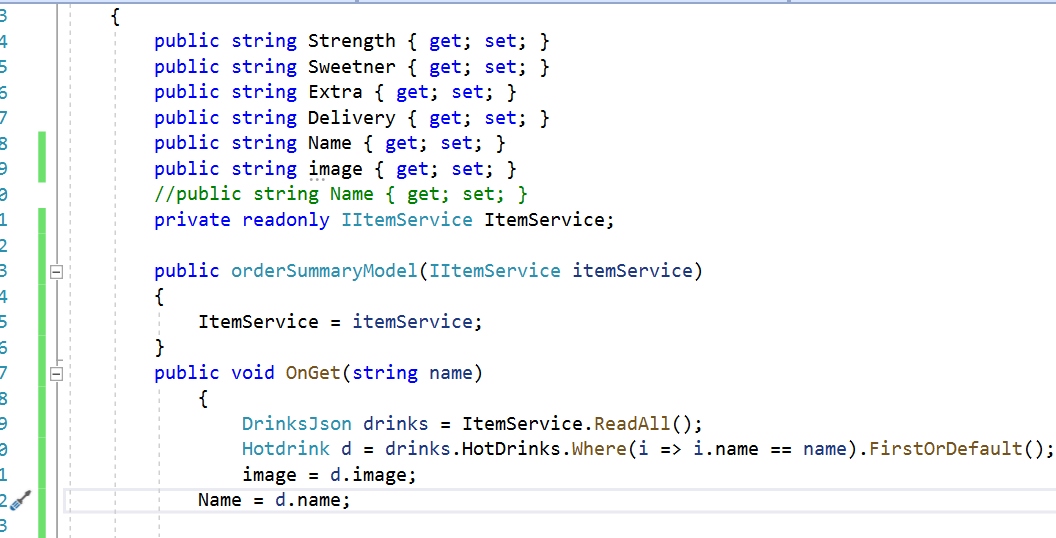 3 {
4 public string Strength { get; set; }
5 public string Sweetner { get; set; }
6 public string Extra { get; set; }
7 public string Delivery { get; set; }
8 public string Name { get; set; }
9 public string image { get; set; }
0 //public string Name { get; set; }
1 private readonly IItemService ItemService;
2
3 public orderSummaryModel(IItemService itemService)
4 {
5 ItemService = itemService;
6 }
7 public void OnGet(string name)
8 {
9 DrinksJson drinks = ItemService.ReadAll();
0 Hotdrink d = drinks.HotDrinks.Where(i => i.name == name).FirstOrDefault();
1 image = d.image;
2 Name = d.name;
3